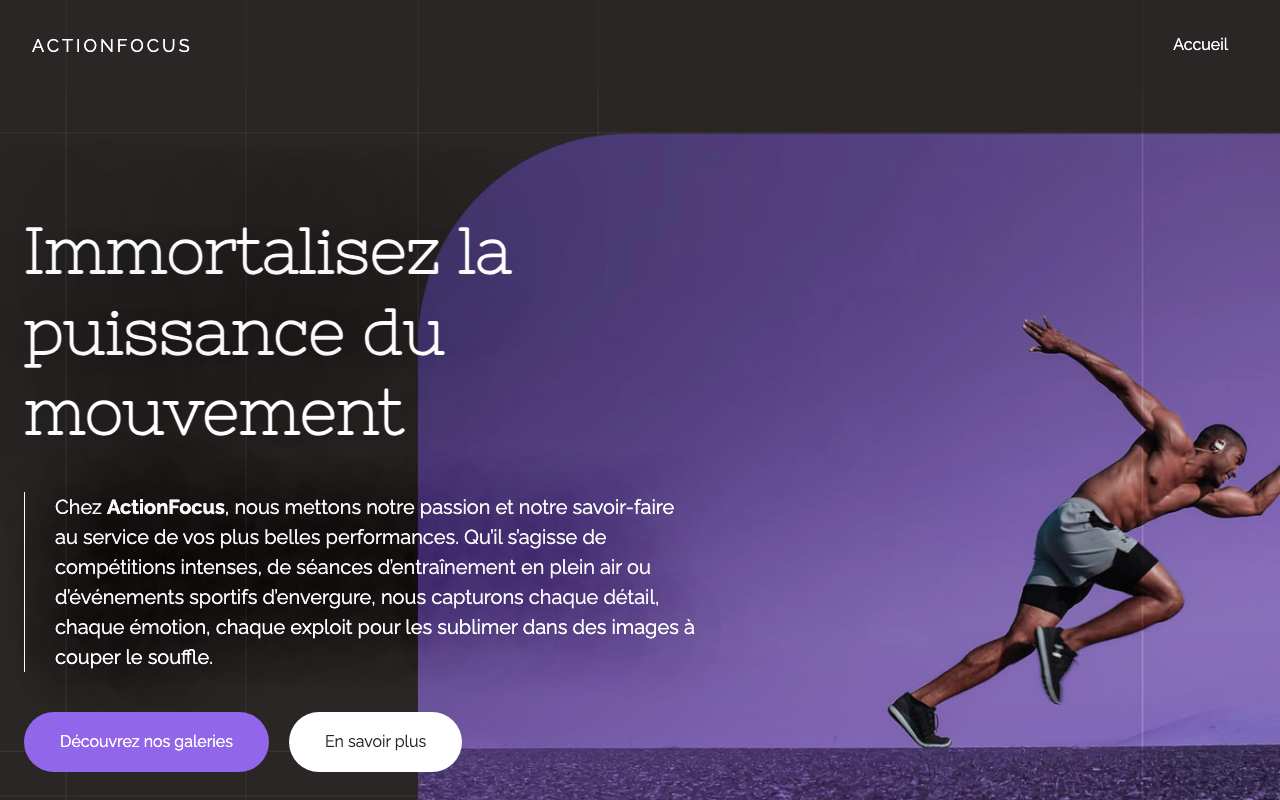 ACTIONFOCUS
Accueil
Immortalisez la
puissance du
mouvement
Chez ActionFocus, nous mettons notre passion et notre savoir-faire
au service de vos plus belles performances. Qu’il s’agisse de
compétitions intenses, de séances d’entraînement en plein air ou
d’événements sportifs d’envergure, nous capturons chaque détail,
chaque émotion, chaque exploit pour les sublimer dans des images à
couper le souffle.
Découvrez nos galeries
En savoir plus